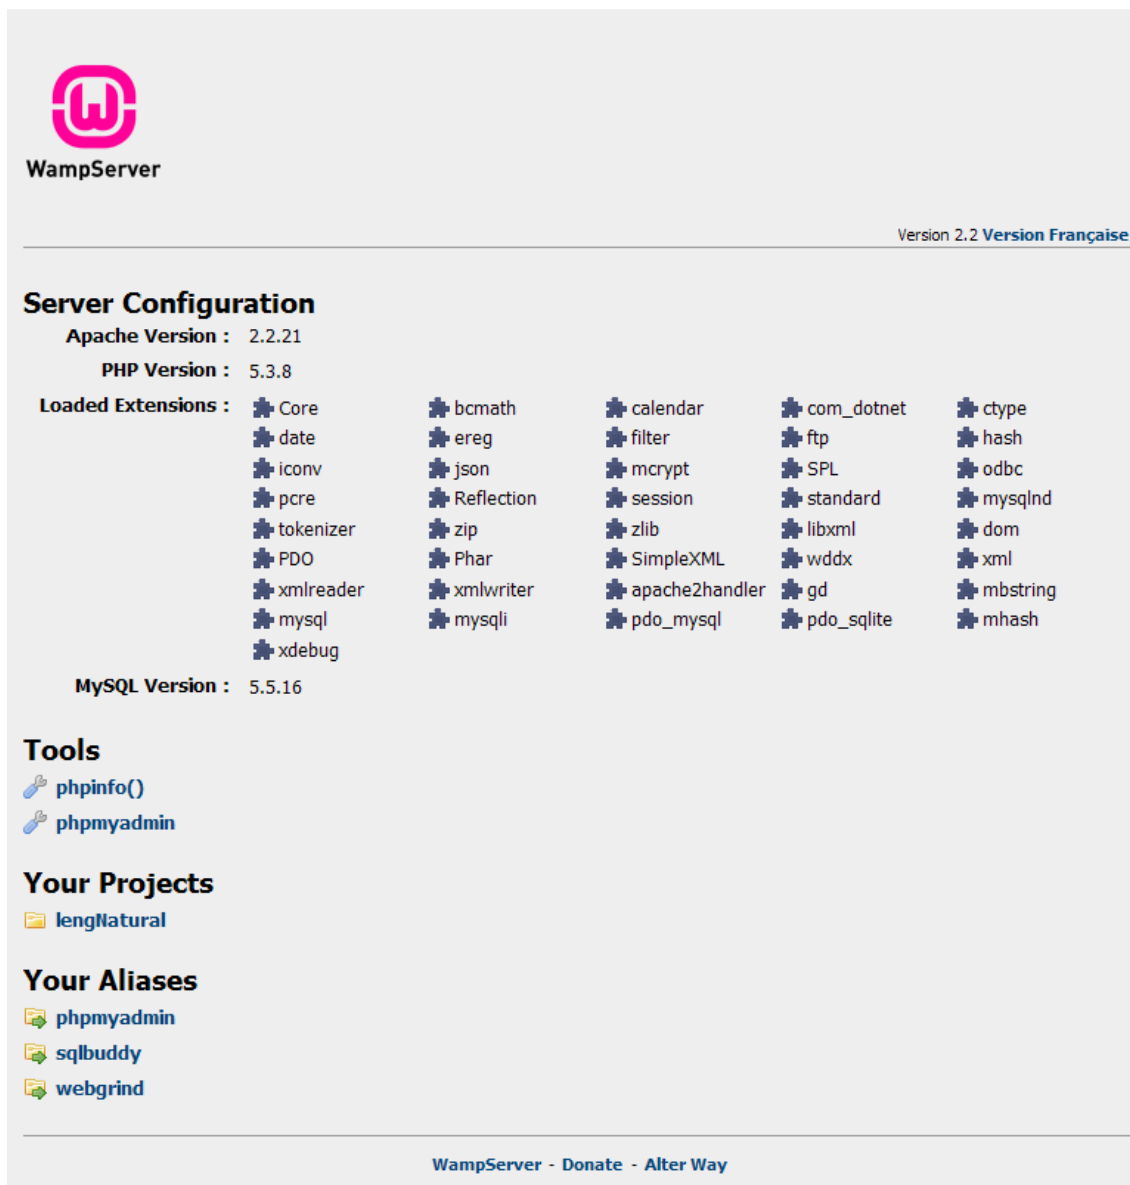 WampServer
Version 2.2 Version Française
Server Configuration
Apache Version : 2.2.21
PHP Version : 5.3.8
Loaded Extensions : Core bcmath calendar com_dotnet ctype
date ereg filter ftp hash
iconv json mcrypt SPL odbc
pcre Reflection session standard mysqlnd
tokenizer zip zlib libxml dom
PDO Phar SimpleXML wddx xml
xmlreader xmlwriter apache2handler gd mbstring
mysql mysqli pdo_mysql pdo_sqlite mhash
xdebug
MySQL Version : 5.5.16
Tools
phpinfo()
phpmyadmin
Your Projects
lengNatural
Your Aliases
phpmyadmin
sqlbuddy
webgrind
WampServer - Donate - Alter Way